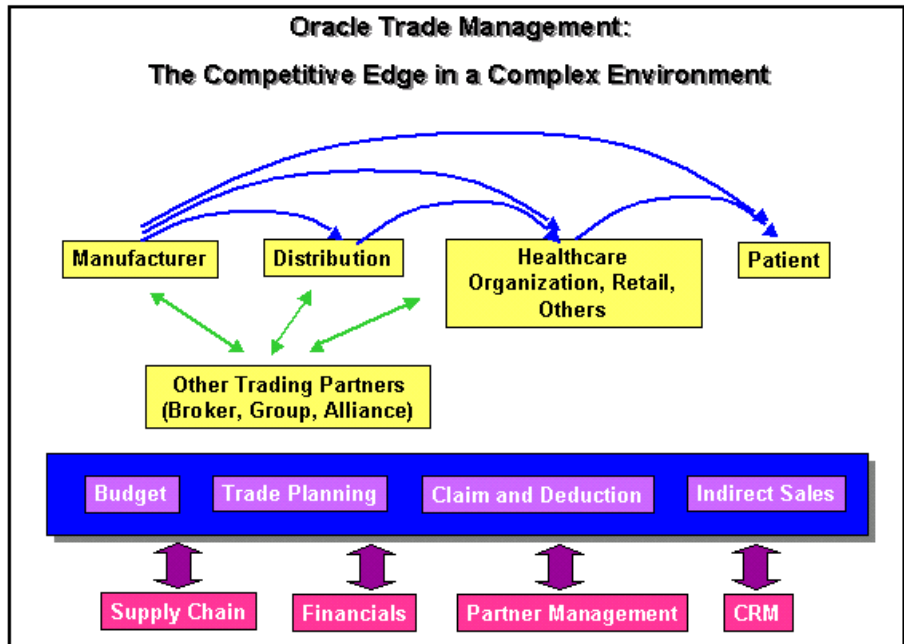 Oracle Trade Management:
The Competitive Edge in a Complex Environment
Manufacturer
Distribution
Healthcare
Organization, Retail,
Others
Patient
Other Trading Partners
(Broker, Group, Alliance)
Budget
Trade Planning
Claim and Deduction
Indirect Sales
Supply Chain
Financials
Partner Management
CRM